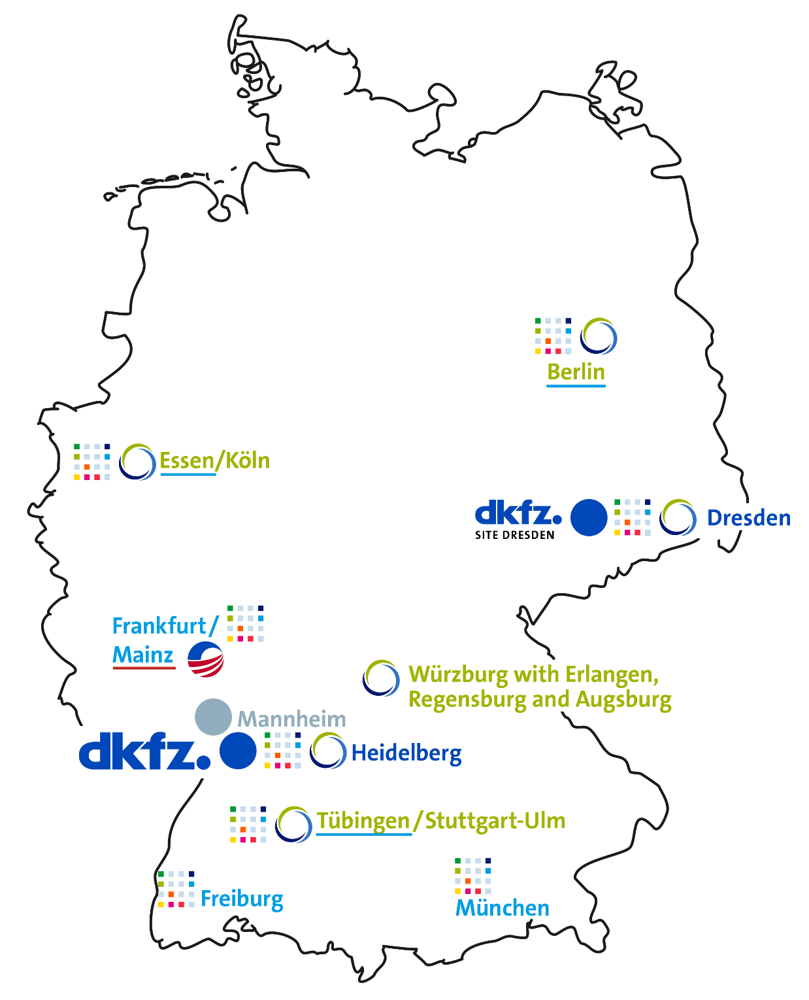 Berlin
Essen/Köln
dkfz.
SITE DRESDEN
Dresden
Frankfurt/
Mainz
Würzburg with Erlangen,
Regensburg and Augsburg
Mannheim
dkfz.
Heidelberg
Tübingen/Stuttgart-Ulm
Freiburg
München